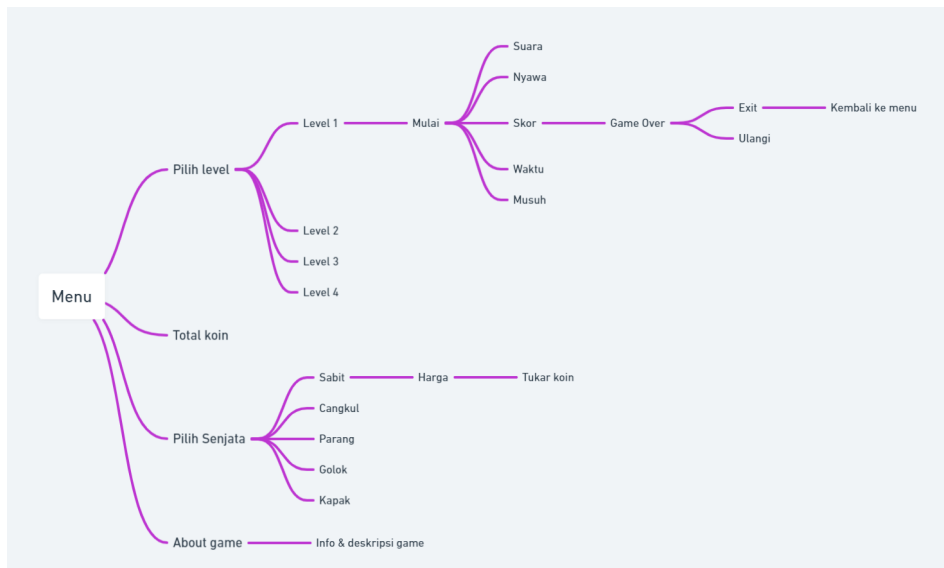 Menu
Pilih level
Level 1
Mulai
Suara
Nyawa
Skor
Game Over
Exit
Kembali ke menu
Ulangi
Waktu
Musuh
Level 2
Level 3
Level 4
Total koin
Pilih Senjata
Sabit
Harga
Tukar koin
Cangkul
Parang
Golok
Kapak
About game
Info & deskripsi game